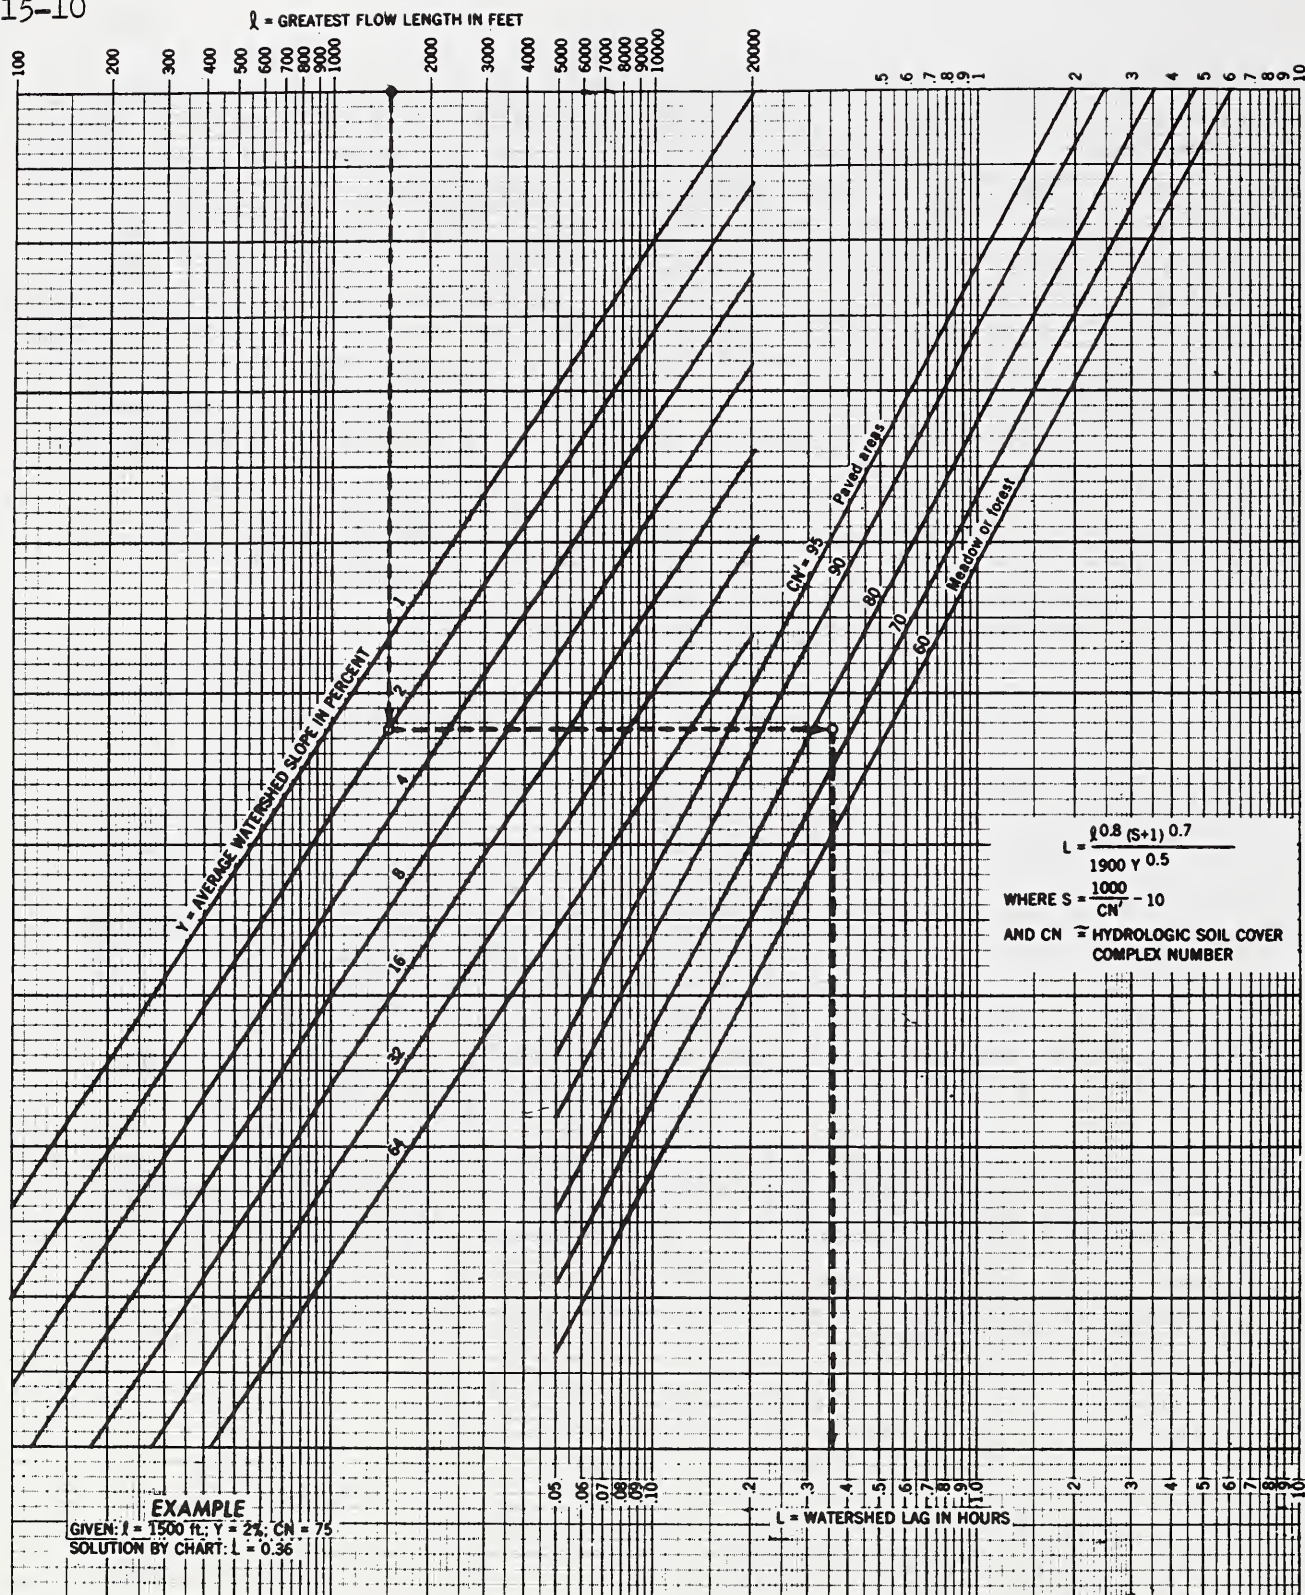 15-10
ℓ = GREATEST FLOW LENGTH IN FEET
100 200 300 400 500 600 700 800 900 1000 2000 3000 4000 5000 6000 7000 8000 9000 10000 20000
.5 .6 .7 .8 .9 1 2 3 4 5 6 7 8 9 10
Y = AVERAGE WATERSHED SLOPE IN PERCENT
1
2
4
8
16
32
64
CN' = 95
Paved areas
90
80
70
60
Meadow or forest
L = ℓ0.8 (S+1) 0.7
1900 Y 0.5
WHERE S = 1000 - 10
CN'
AND CN' ≅ HYDROLOGIC SOIL COVER
COMPLEX NUMBER
.05 .06 .07 .08 .09 .10 .2 .3 .4 .5 .6 .7 .8 .9 1.0 2 3 4 5 6 7 8 9 10
L = WATERSHED LAG IN HOURS
EXAMPLE
GIVEN: ℓ = 1500 ft.; Y = 2%; CN = 75
SOLUTION BY CHART: L = 0.36